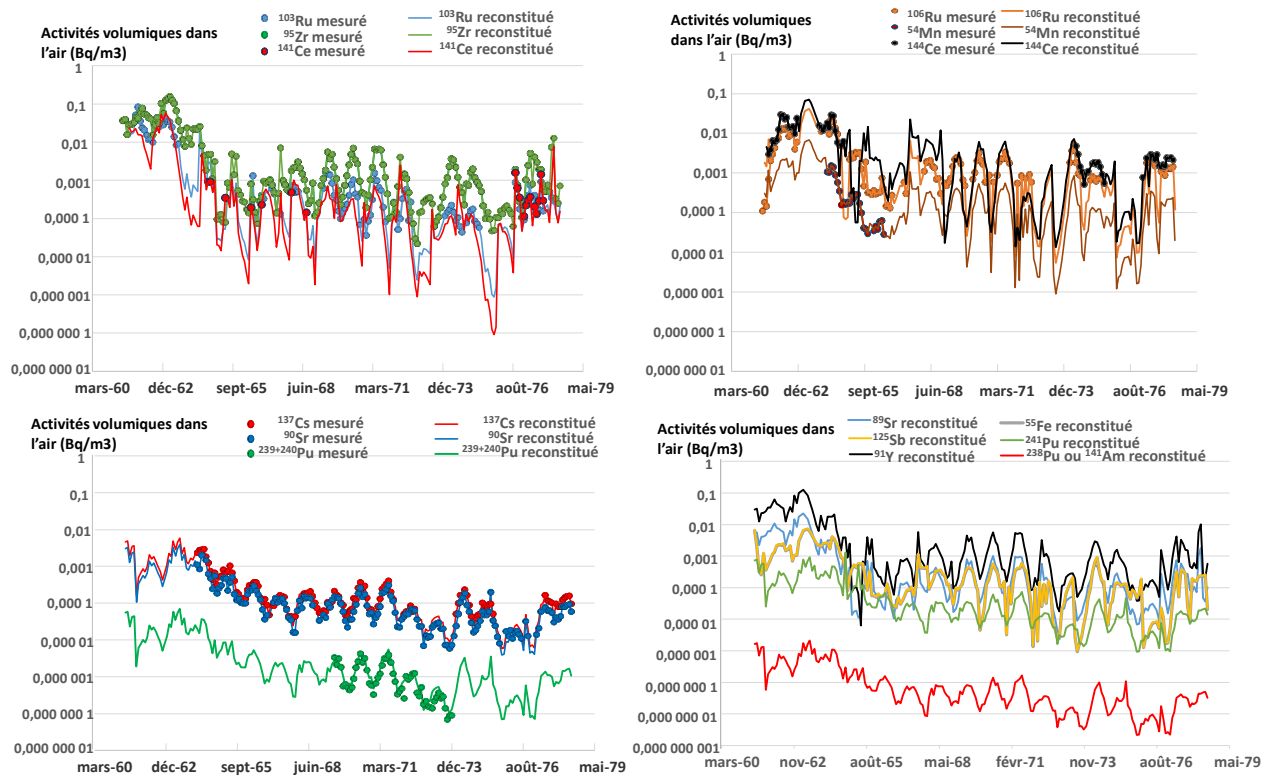 Activités volumiques dans
l'air (Bq/m3)
¹⁰³Ru mesuré
⁹⁵Zr mesuré
¹⁴¹Ce mesuré
¹⁰³Ru reconstitué
⁹⁵Zr reconstitué
¹⁴¹Ce reconstitué
1
0,1
0,01
0,001
0,000 1
0,000 01
0,000 001
0,000 000 1
0,000 000 01
mars-60 déc-62 sept-65 juin-68 mars-71 déc-73 août-76 mai-79
Activités volumiques
dans l'air (Bq/m3)
¹⁰⁶Ru mesuré
⁵⁴Mn mesuré
¹⁴⁴Ce mesuré
¹⁰⁶Ru reconstitué
⁵⁴Mn reconstitué
¹⁴⁴Ce reconstitué
1
0,1
0,01
0,001
0,000 1
0,000 01
0,000 001
0,000 000 1
0,000 000 01
mars-60 déc-62 sept-65 juin-68 mars-71 déc-73 août-76 mai-79
Activités volumiques dans
l'air (Bq/m3)
¹³⁷Cs mesuré
⁹⁰Sr mesuré
²³⁹⁺²⁴⁰Pu mesuré
¹³⁷Cs reconstitué
⁹⁰Sr reconstitué
²³⁹⁺²⁴⁰Pu reconstitué
1
0,1
0,01
0,001
0,000 1
0,000 01
0,000 001
0,000 000 1
0,000 000 01
mars-60 déc-62 sept-65 juin-68 mars-71 déc-73 août-76 mai-79
Activités volumiques dans
l'air (Bq/m3)
⁸⁹Sr reconstitué
¹²⁵Sb reconstitué
⁹¹Y reconstitué
⁵⁵Fe reconstitué
²⁴¹Pu reconstitué
²³⁸Pu ou ¹⁴¹Am reconstitué
1
0,1
0,01
0,001
0,000 1
0,000 01
0,000 001
0,000 000 1
0,000 000 01
0,000 000 001
mars-60 nov-62 août-65 mai-68 févr-71 nov-73 août-76 mai-79